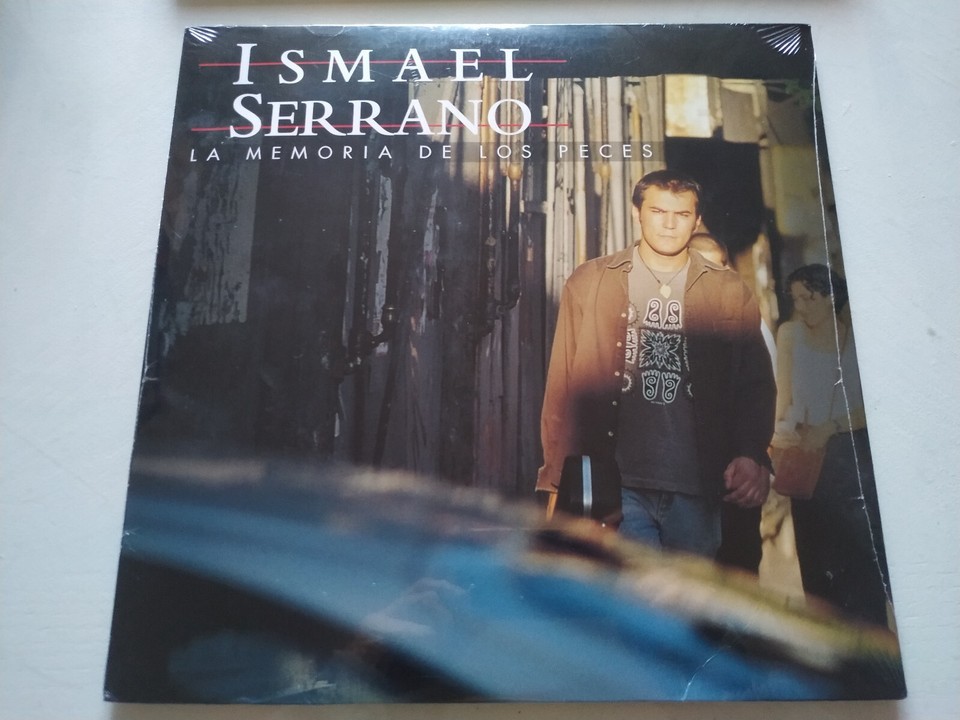 ISMAEL
SERRANO
LA MEMORIA DE LOS PECES